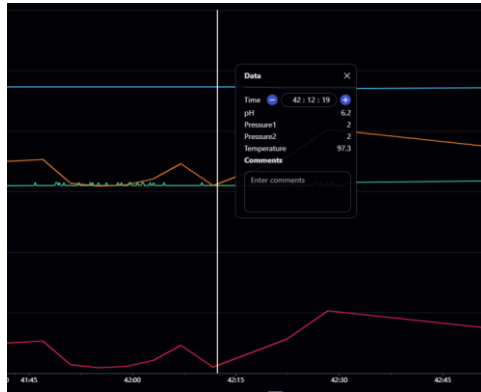 Data ×
Time − 42 : 12 : 19 +
pH 6.2
Pressure1 2
Pressure2 2
Temperature 97.3
Comments
Enter comments
41:45 42:00 42:15 42:30 42:45